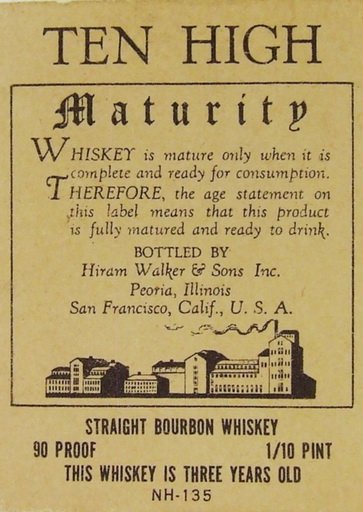 TEN HIGH
Maturity
WHISKEY is mature only when it is
complete and ready for consumption.
THEREFORE, the age statement on
this label means that this product
is fully matured and ready to drink.
BOTTLED BY
Hiram Walker & Sons Inc.
Peoria, Illinois
San Francisco, Calif., U. S. A.
STRAIGHT BOURBON WHISKEY
90 PROOF 1/10 PINT
THIS WHISKEY IS THREE YEARS OLD
NH-135